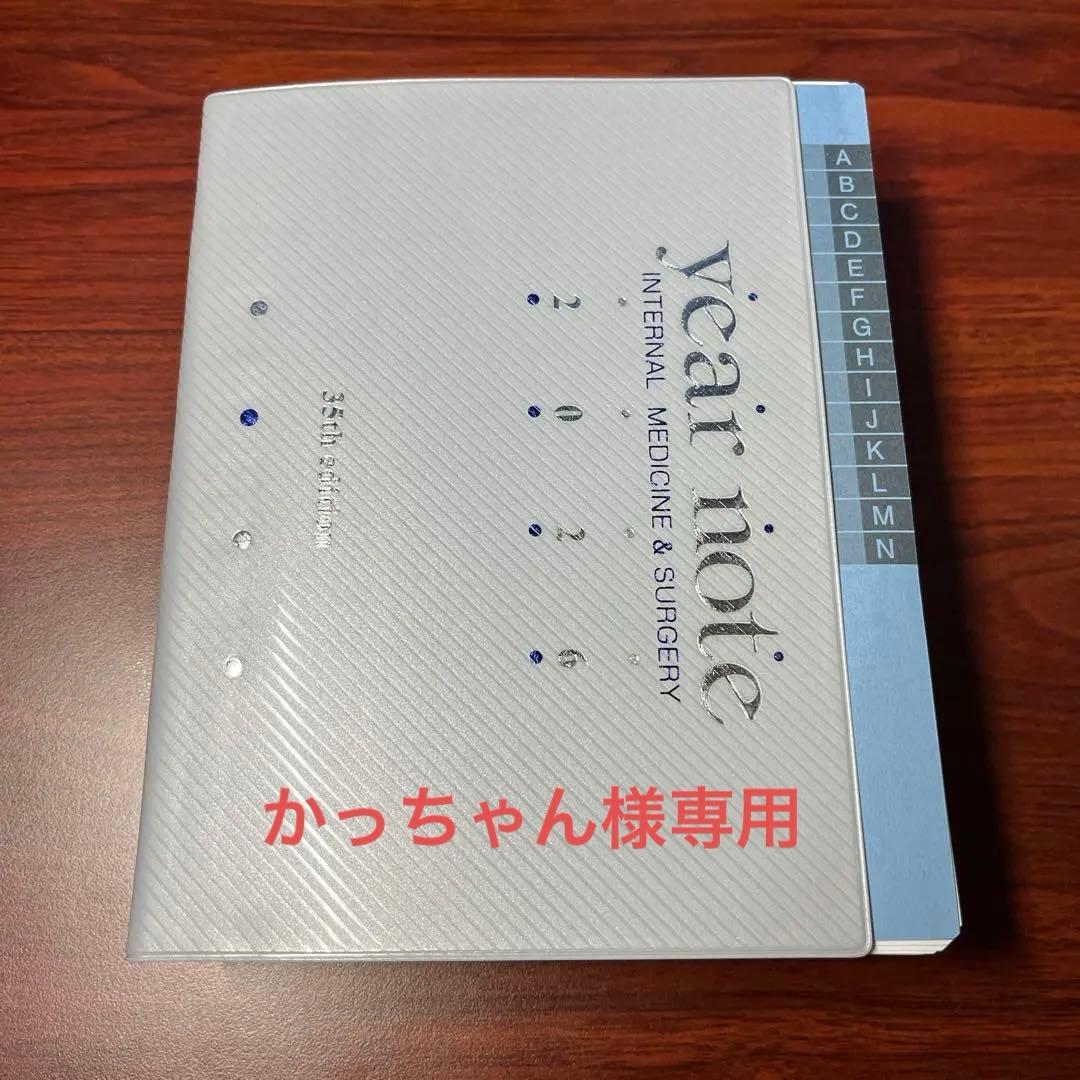 year note
INTERNAL MEDICINE & SURGERY
2026
35th edition
A
B
C
D
E
F
G
H
I
J
K
L
M
N
かっちゃん様専用